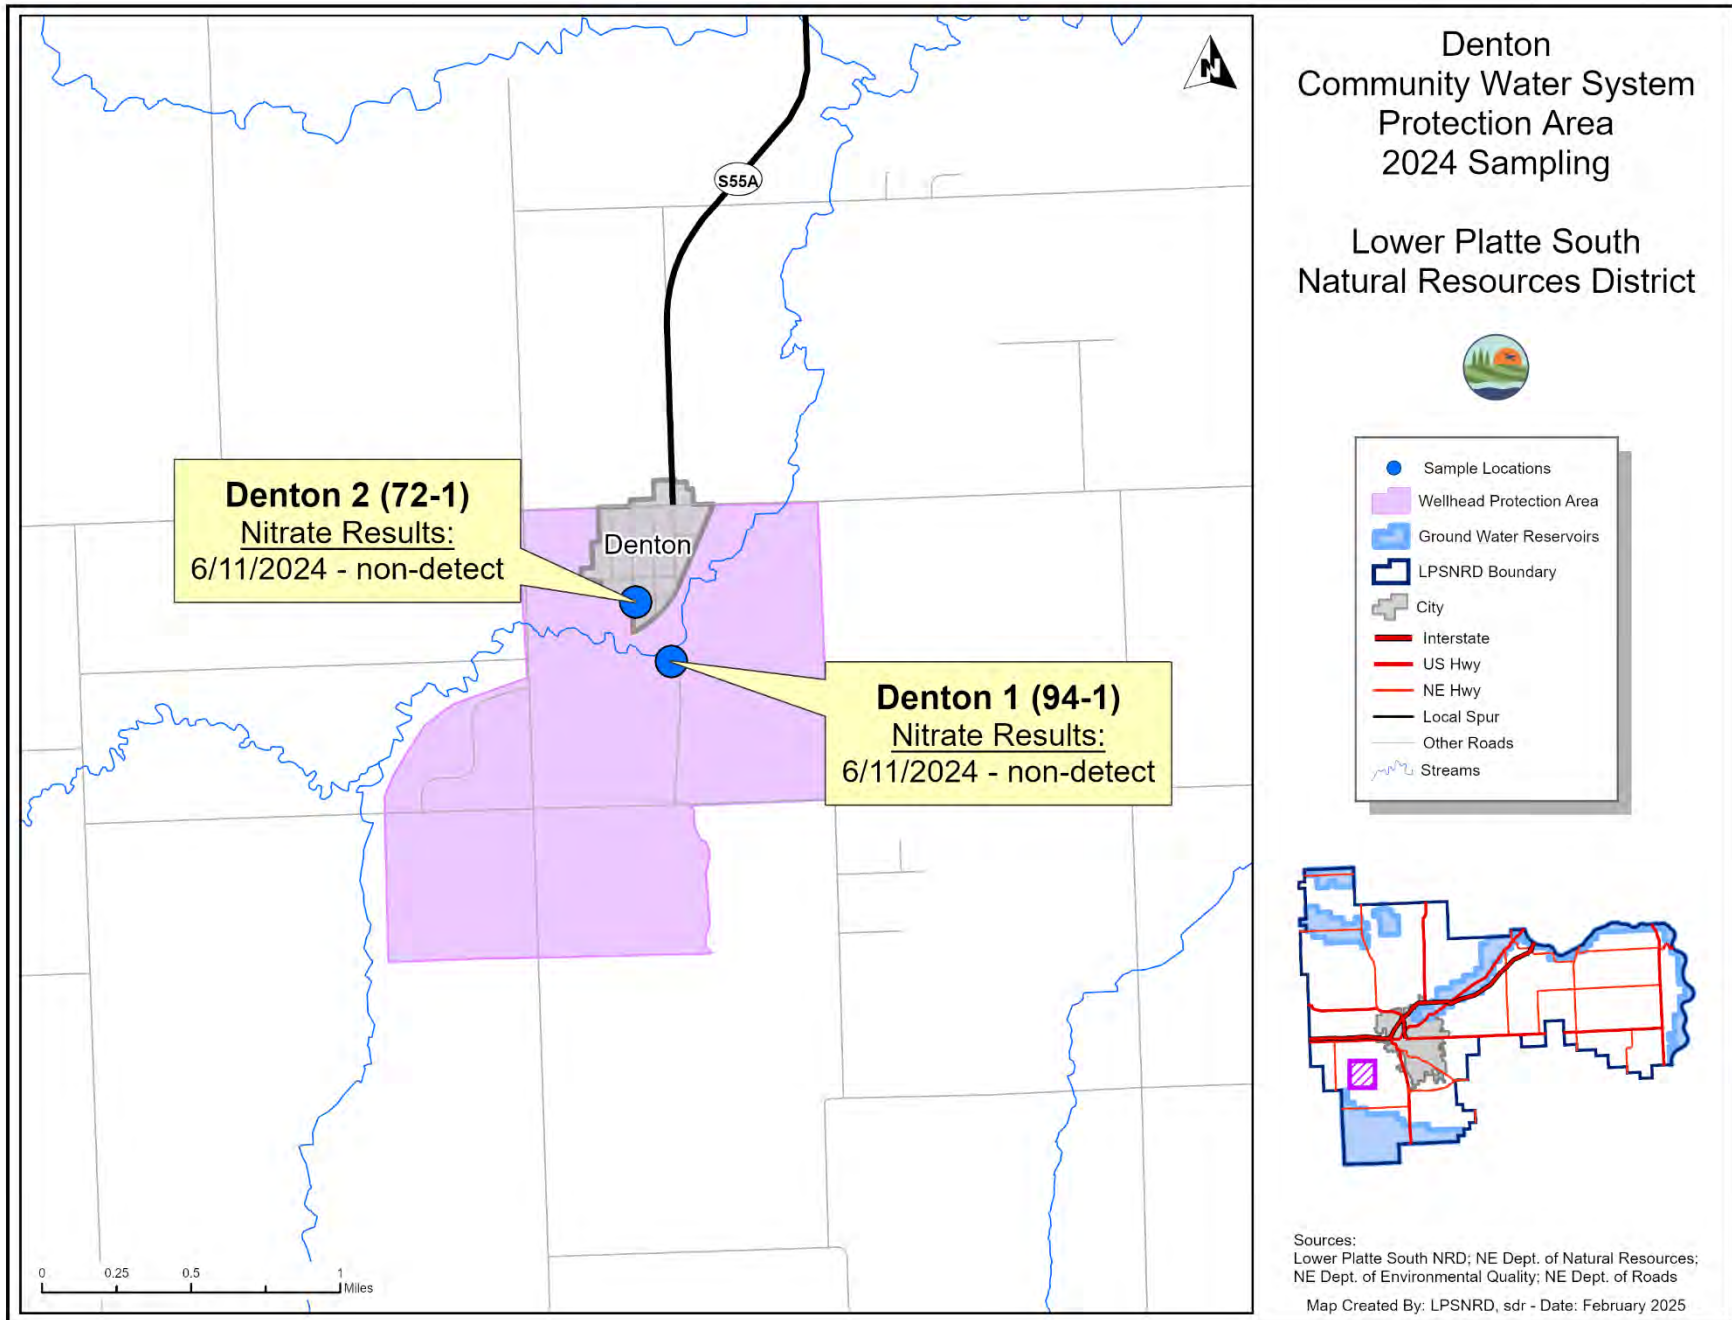 Denton
Community Water System
Protection Area
2024 Sampling
Lower Platte South
Natural Resources District
N
S55A
Denton 2 (72-1)
Nitrate Results:
6/11/2024 - non-detect
Denton
Denton 1 (94-1)
Nitrate Results:
6/11/2024 - non-detect
Sample Locations
Wellhead Protection Area
Ground Water Reservoirs
LPSNRD Boundary
City
Interstate
US Hwy
NE Hwy
Local Spur
Other Roads
Streams
0 0.25 0.5 1
Miles
Sources:
Lower Platte South NRD; NE Dept. of Natural Resources;
NE Dept. of Environmental Quality; NE Dept. of Roads
Map Created By: LPSNRD, sdr - Date: February 2025